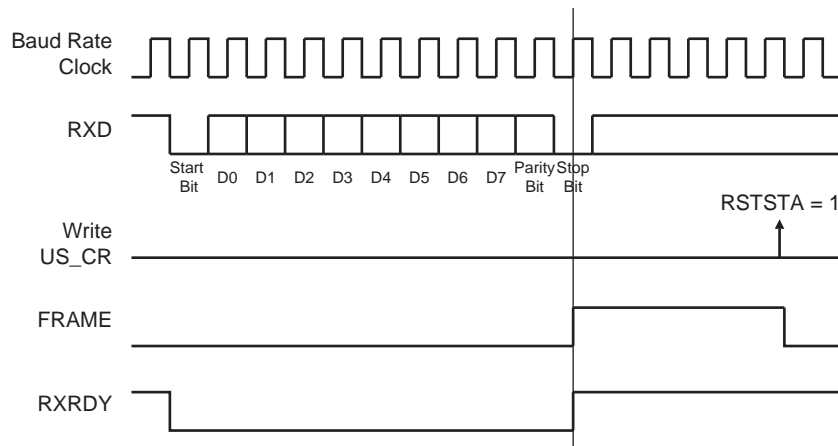 Baud Rate
Clock
RXD
Start
Bit
D0
D1
D2
D3
D4
D5
D6
D7
Parity
Bit
Stop
Bit
RSTSTA = 1
Write
US_CR
FRAME
RXRDY